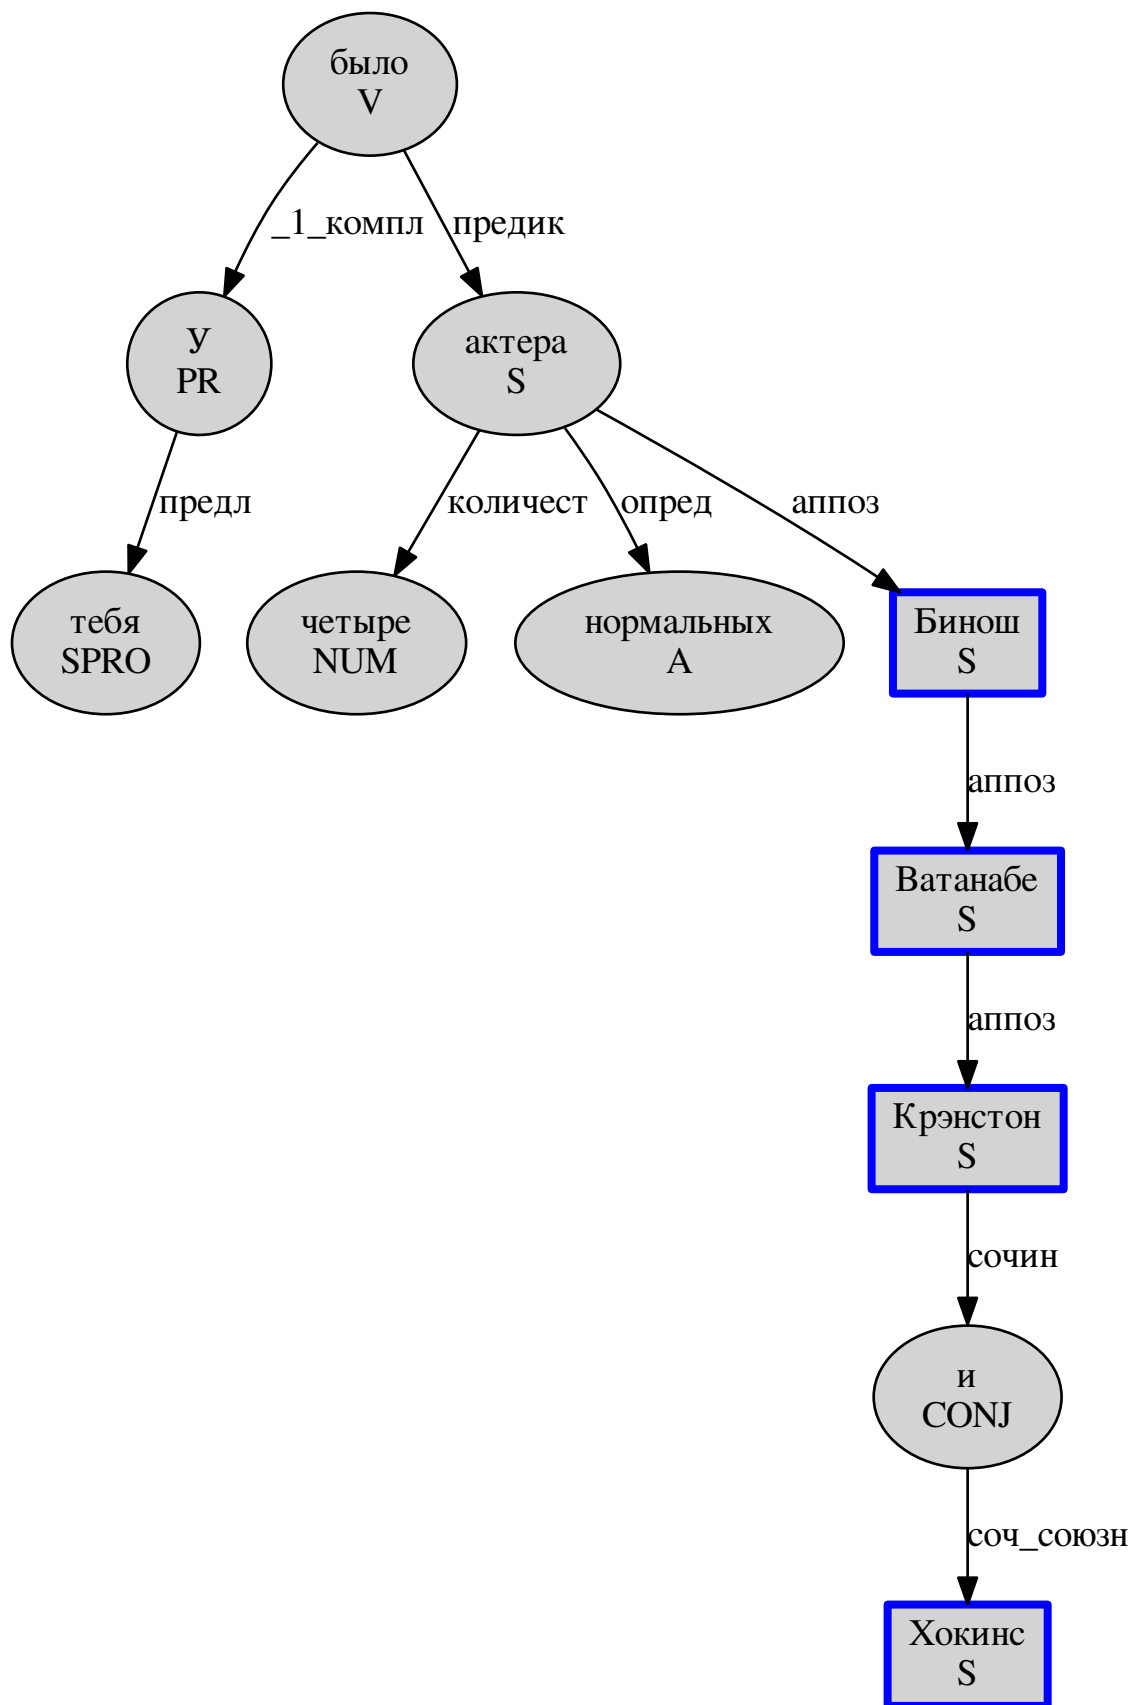 было
V
_1_компл
предик
У
PR
актера
S
предл
количест
опред
аппоз
тебя
SPRO
четыре
NUM
нормальных
A
Бинош
S
аппоз
Ватанабе
S
аппоз
Крэнстон
S
сочин
и
CONJ
соч_союзн
Хокинс
S